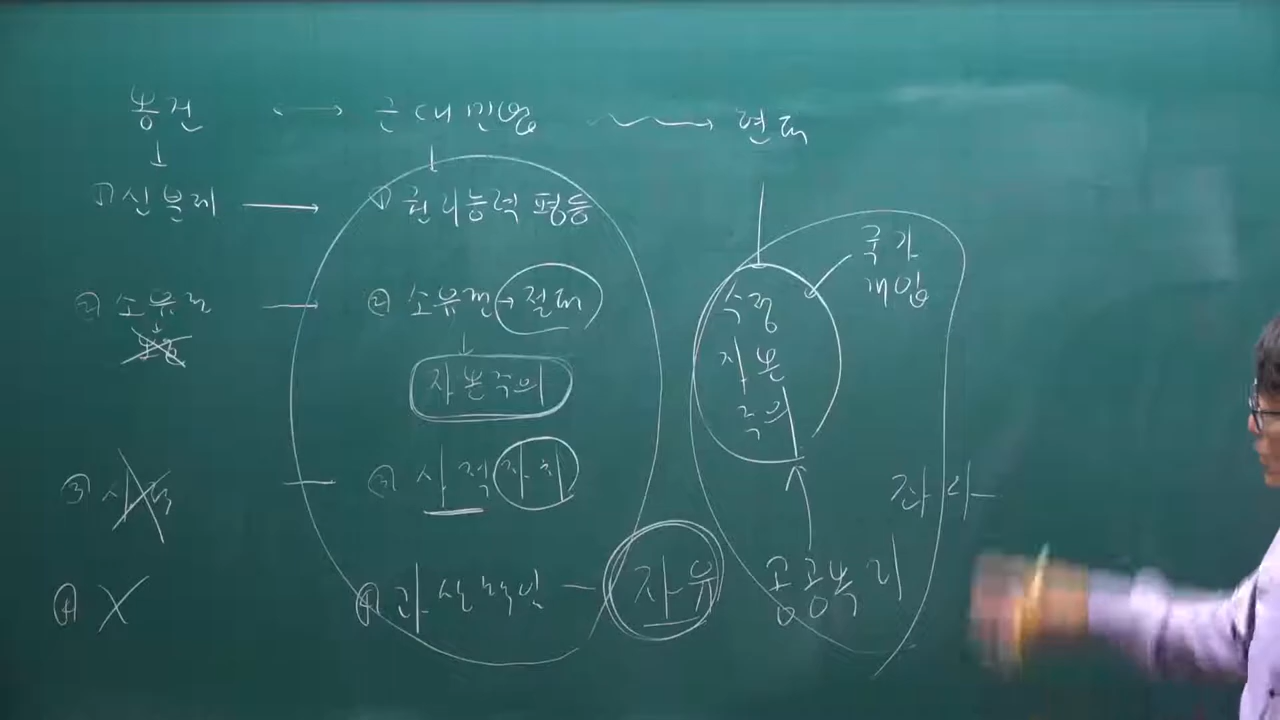 봉건 ↔ 근대민법 → 현대
① 신분제 → ① 권리능력 평등
국가
개입
② 소유권 — ② 소유권 → 절대
수정
자본
주의
자본주의
③ 사적 — ③ 사적자치
④ X ④ 과실책임 — 자유
공공복리